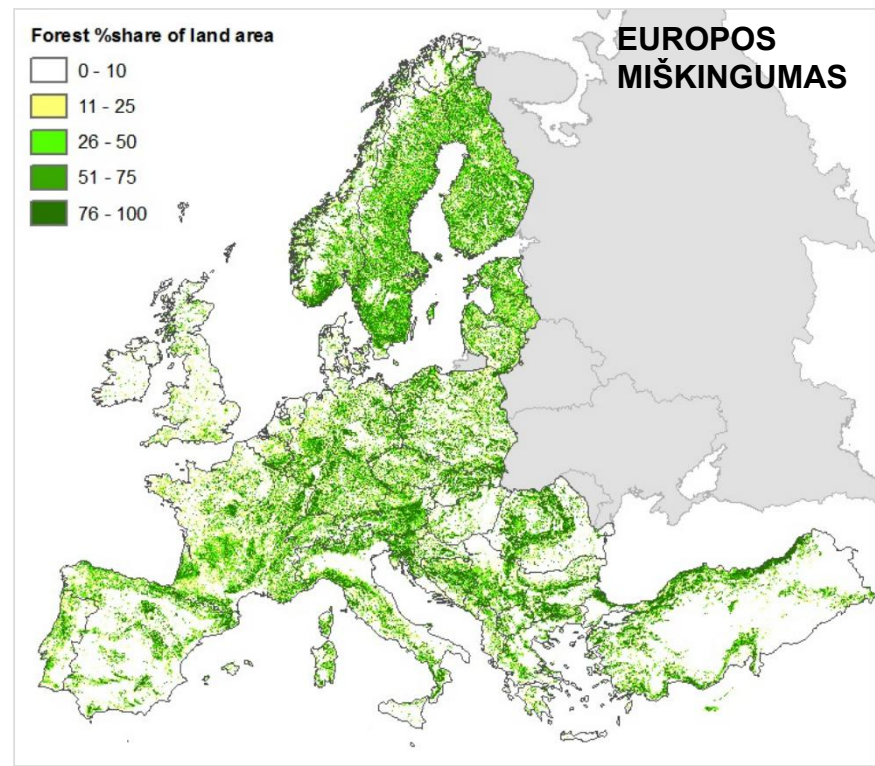 Forest %share of land area
0 - 10
11 - 25
26 - 50
51 - 75
76 - 100
EUROPOS
MIŠKINGUMAS